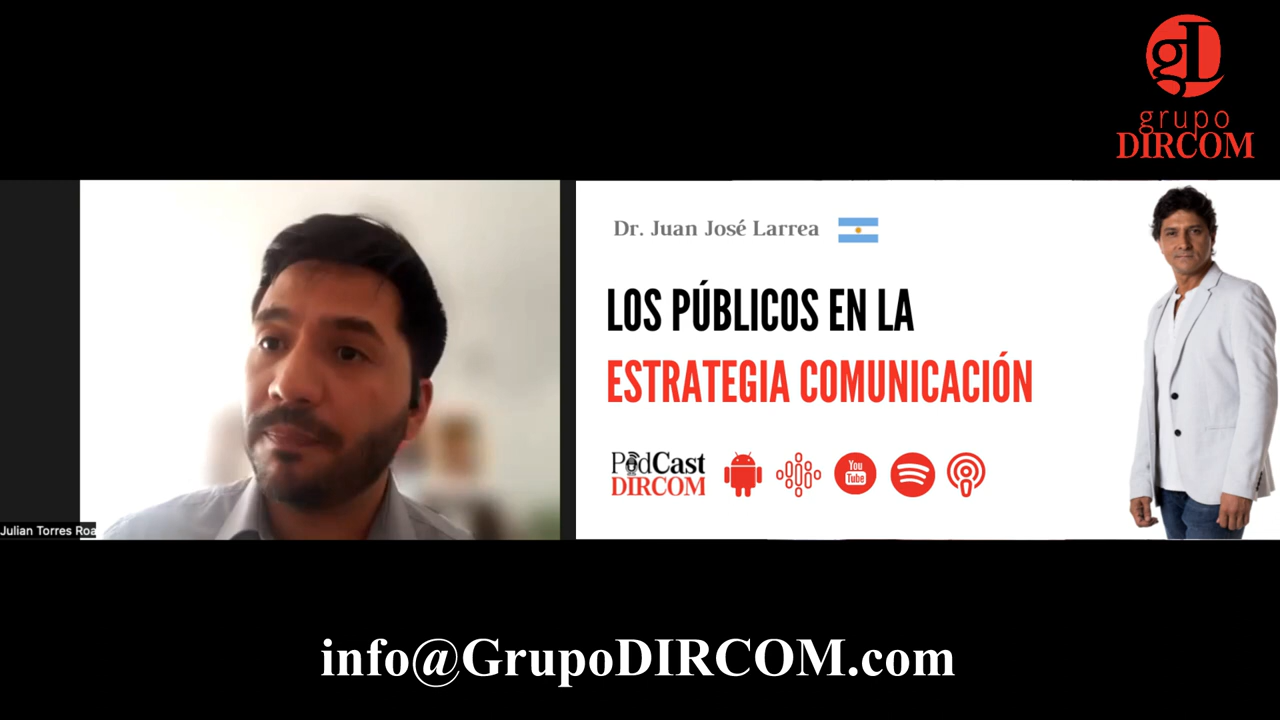 gD
grupo
DIRCOM
Dr. Juan José Larrea
LOS PÚBLICOS EN LA
ESTRATEGIA COMUNICACIÓN
PodCast
DIRCOM
You
Tube
Julian Torres Roa
info@GrupoDIRCOM.com